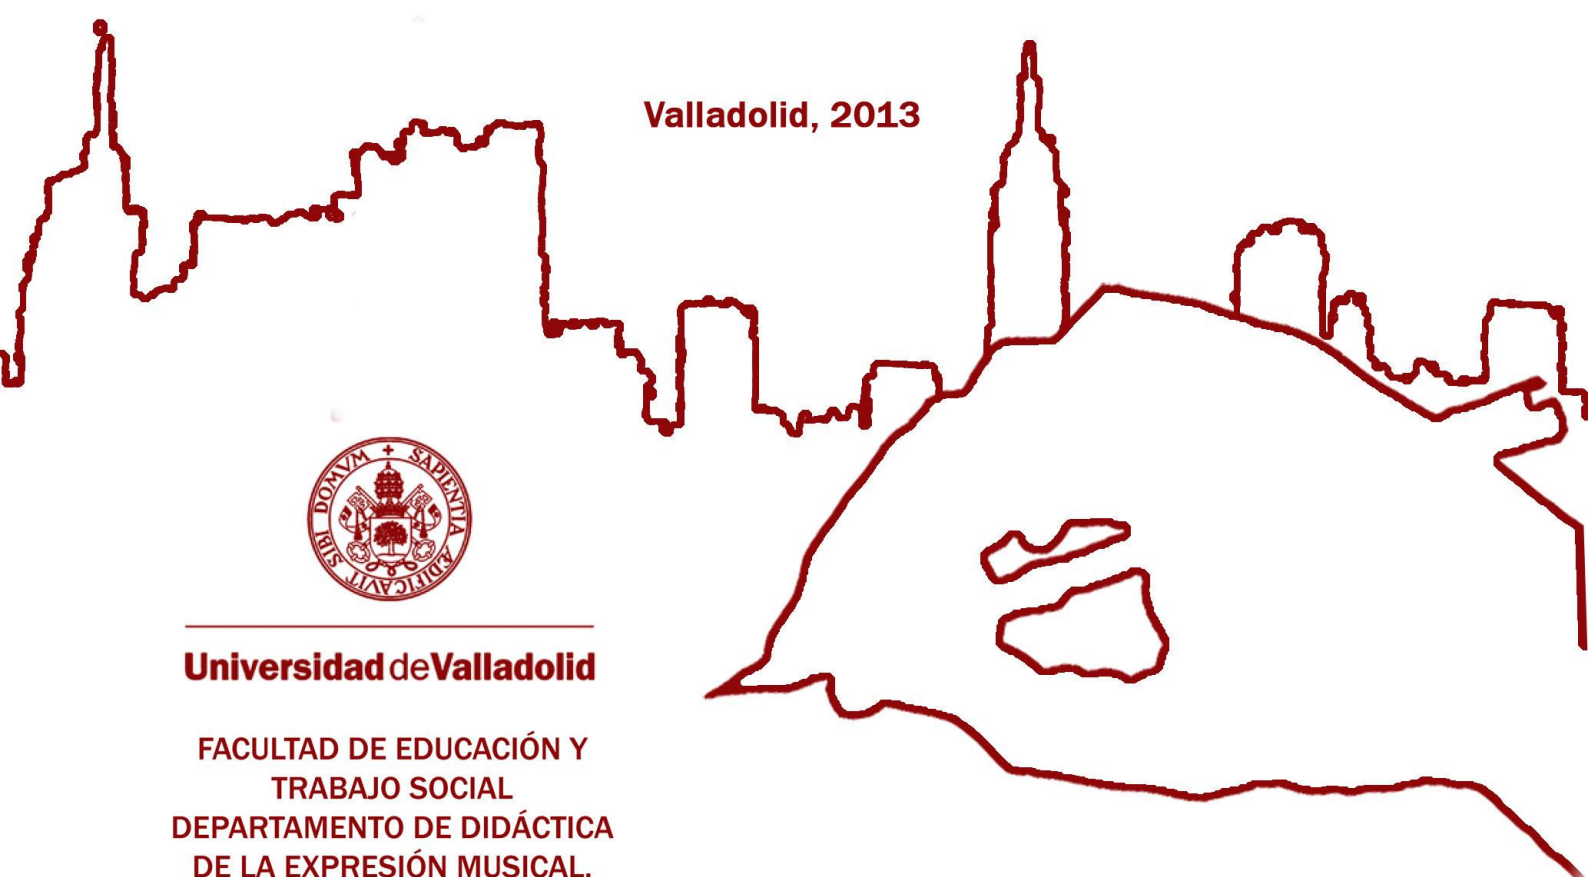 Valladolid, 2013
SAPIENTIA ÆDIFICAVIT SIBI DOMVM
Universidad de Valladolid
FACULTAD DE EDUCACIÓN Y
TRABAJO SOCIAL
DEPARTAMENTO DE DIDÁCTICA
DE LA EXPRESIÓN MUSICAL.